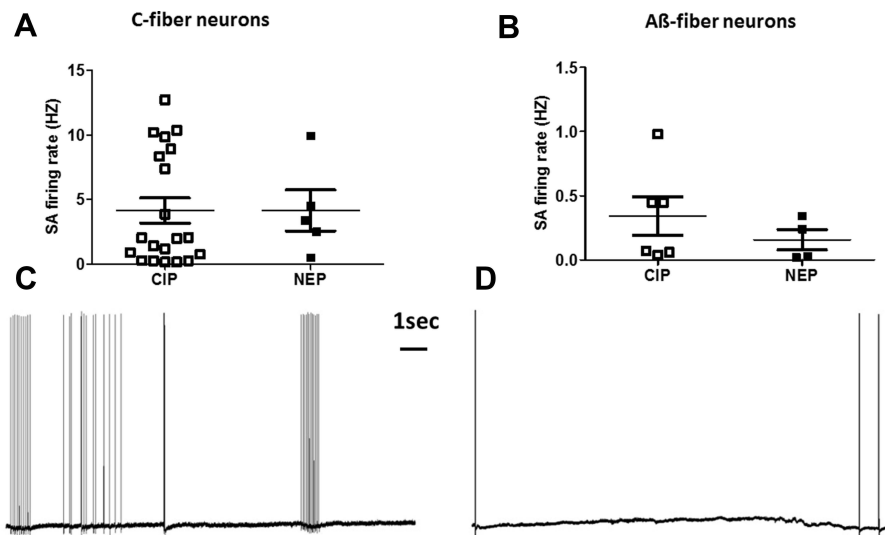 A
C-fiber neurons
SA firing rate (HZ)
15
10
5
0
CIP
NEP
B
Aß-fiber neurons
SA firing rate (HZ)
1.5
1.0
0.5
0.0
CIP
NEP
C
1sec
D